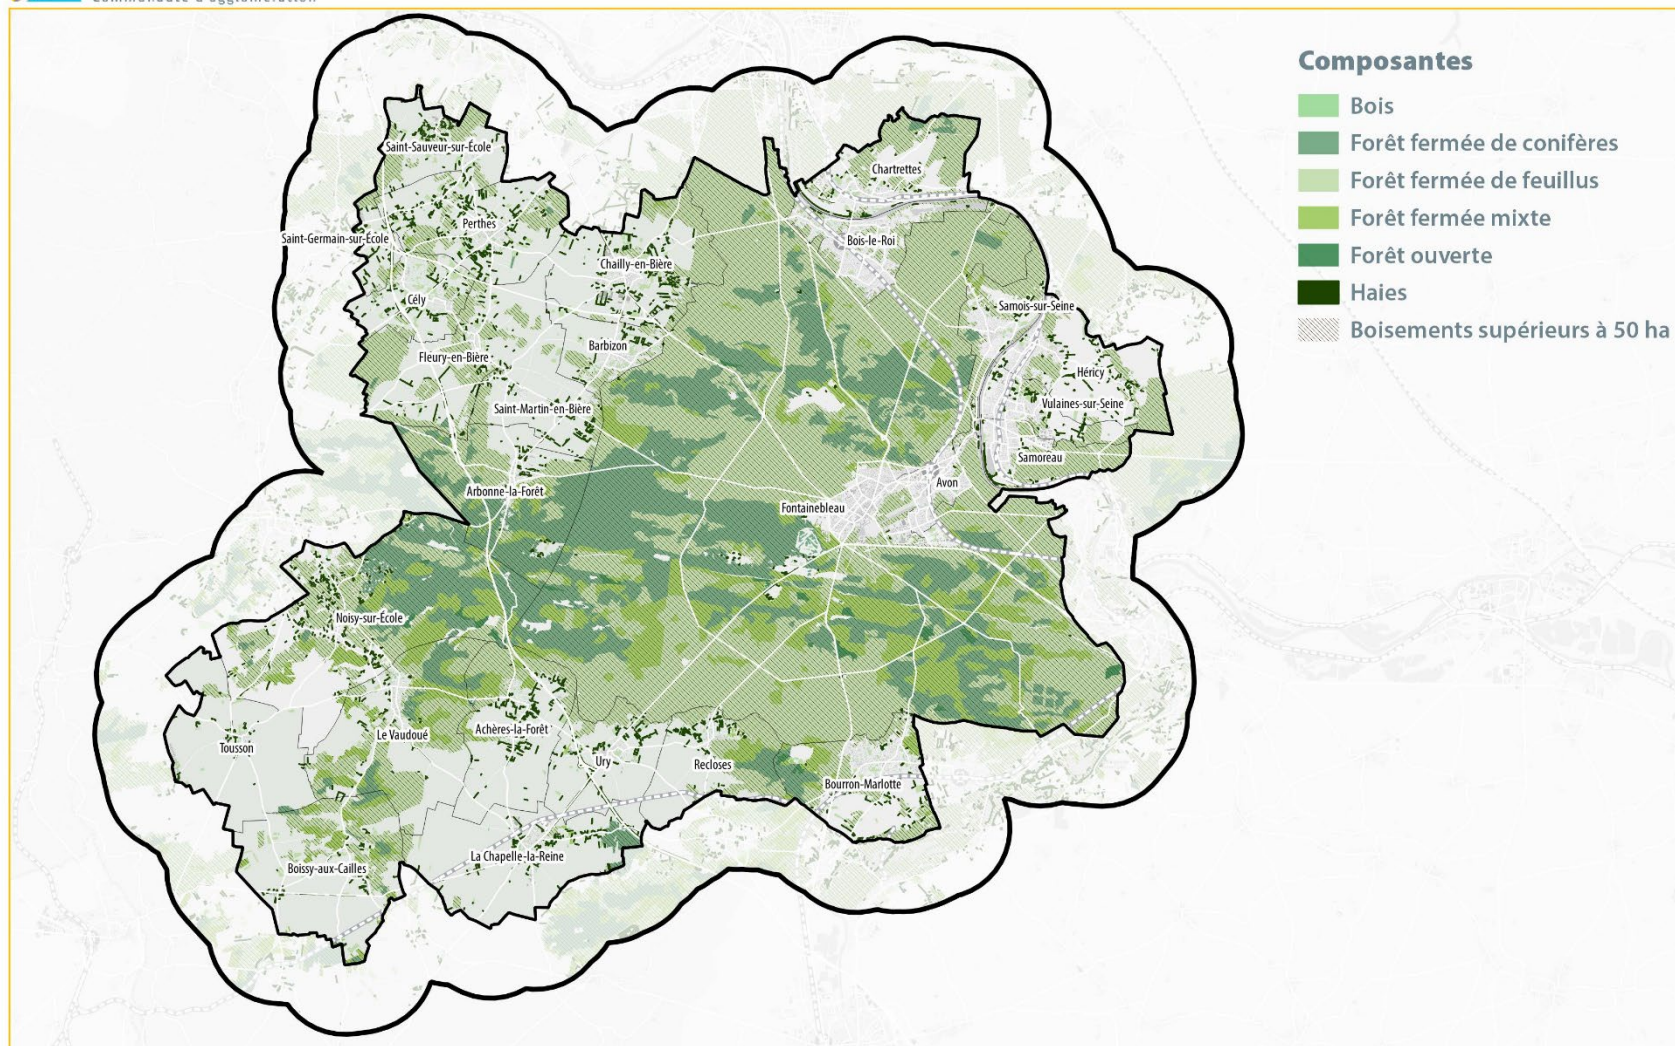 Communauté d'agglomération
Composantes
Bois
Forêt fermée de conifères
Forêt fermée de feuillus
Forêt fermée mixte
Forêt ouverte
Haies
Boisements supérieurs à 50 ha
Saint-Sauveur-sur-École
Chartrettes
Perthes
Saint-Germain-sur-École
Bois-le-Roi
Chailly-en-Bière
Cély
Samois-sur-Seine
Barbizon
Fleury-en-Bière
Héricy
Vulaines-sur-Seine
Saint-Martin-en-Bière
Samoreau
Avon
Arbonne-la-Forêt
Fontainebleau
Noisy-sur-École
Achères-la-Forêt
Le Vaudoué
Tousson
Ury
Recloses
Bourron-Marlotte
La Chapelle-la-Reine
Boissy-aux-Cailles